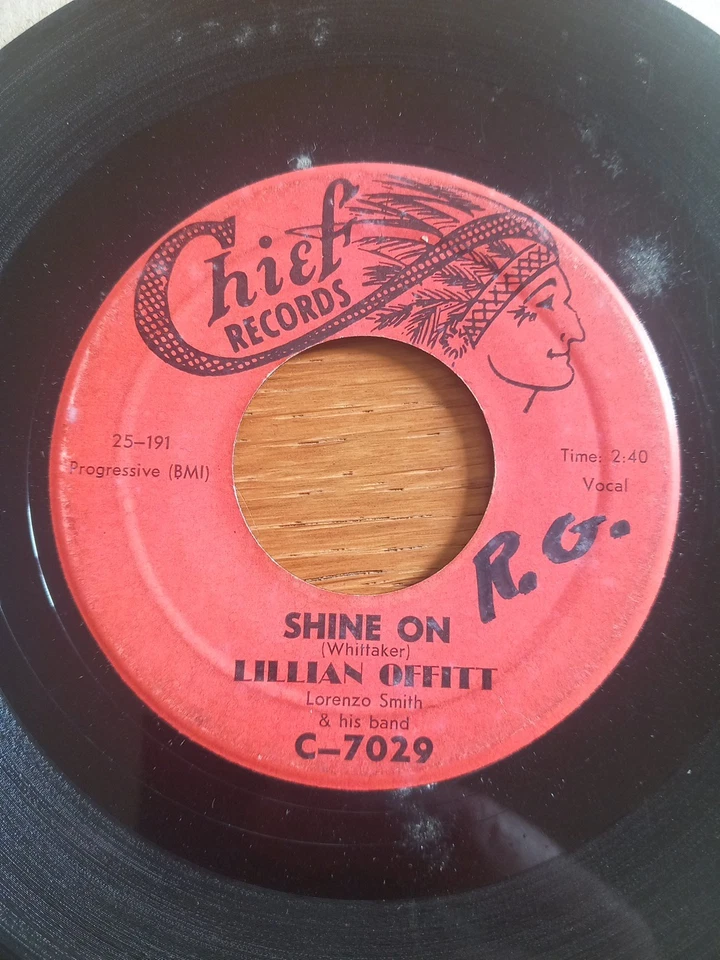 Chief
RECORDS
25-191
Progressive (BMI)
Time: 2:40
Vocal
R.G.
SHINE ON
(Whiftaker)
LILLIAN OFFITT
Lorenzo Smith
& his band
C-7029